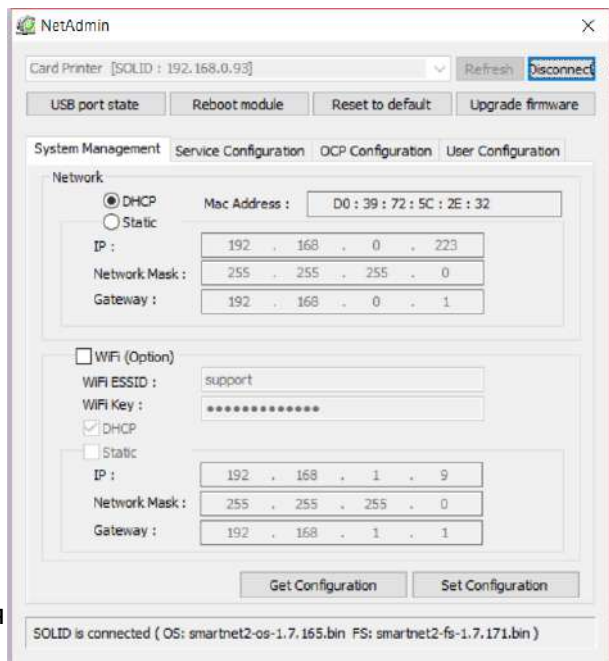 NetAdmin
Card Printer [SOLID : 192.168.0.93] Refresh Disconnect
USB port state Reboot module Reset to default Upgrade firmware
System Management Service Configuration OCP Configuration User Configuration
Network
DHCP Mac Address : D0 : 39 : 72 : 5C : 2E : 32
Static
IP : 192 . 168 . 0 . 223
Network Mask : 255 . 255 . 255 . 0
Gateway : 192 . 168 . 0 . 1
WiFi (Option)
WiFi ESSID : support
WiFi Key : •••••••••••••
DHCP
Static
IP : 192 . 168 . 1 . 9
Network Mask : 255 . 255 . 255 . 0
Gateway : 192 . 168 . 1 . 1
Get Configuration Set Configuration
SOLID is connected ( OS: smartnet2-os-1.7.165.bin FS: smartnet2-fs-1.7.171.bin )